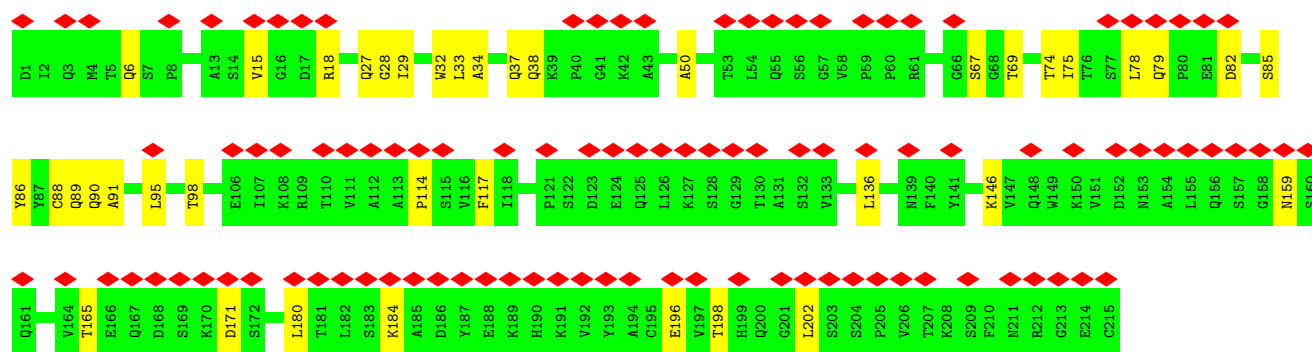 D1 I2 Q3 M4 T5 Q6 S7 P8 A13 S14 V15 G16 D17 R18 Q27 G28 I29 W32 L33 A34 Q37 Q38 K39 P40 G41 K42 A43 A50 T53 L54 Q55 S56 G57 V58 P59 P60 R61 G66 S67 G68 T69 T74 I75 T76 S77 L78 Q79 P80 E81 D82 S85
Y86 Y87 C88 Q89 Q90 A91 L95 T98 E106 I107 K108 R109 T110 V111 A112 A113 P114 S115 V116 F117 I118 P121 S122 D123 E124 Q125 L126 K127 S128 G129 T130 A131 S132 V133 L136 N139 F140 Y141 K146 V147 Q148 W149 K150 V151 D152 N153 A154 L155 Q156 S157 G158 N159 S160
Q161 V164 T165 E166 Q167 D168 S169 K170 D171 S172 L180 T181 L182 S183 K184 A185 D186 Y187 E188 K189 H190 K191 V192 Y193 A194 C195 E196 V197 T198 H199 Q200 G201 L202 S203 S204 P205 V206 T207 K208 S209 F210 N211 R212 G213 E214 C215